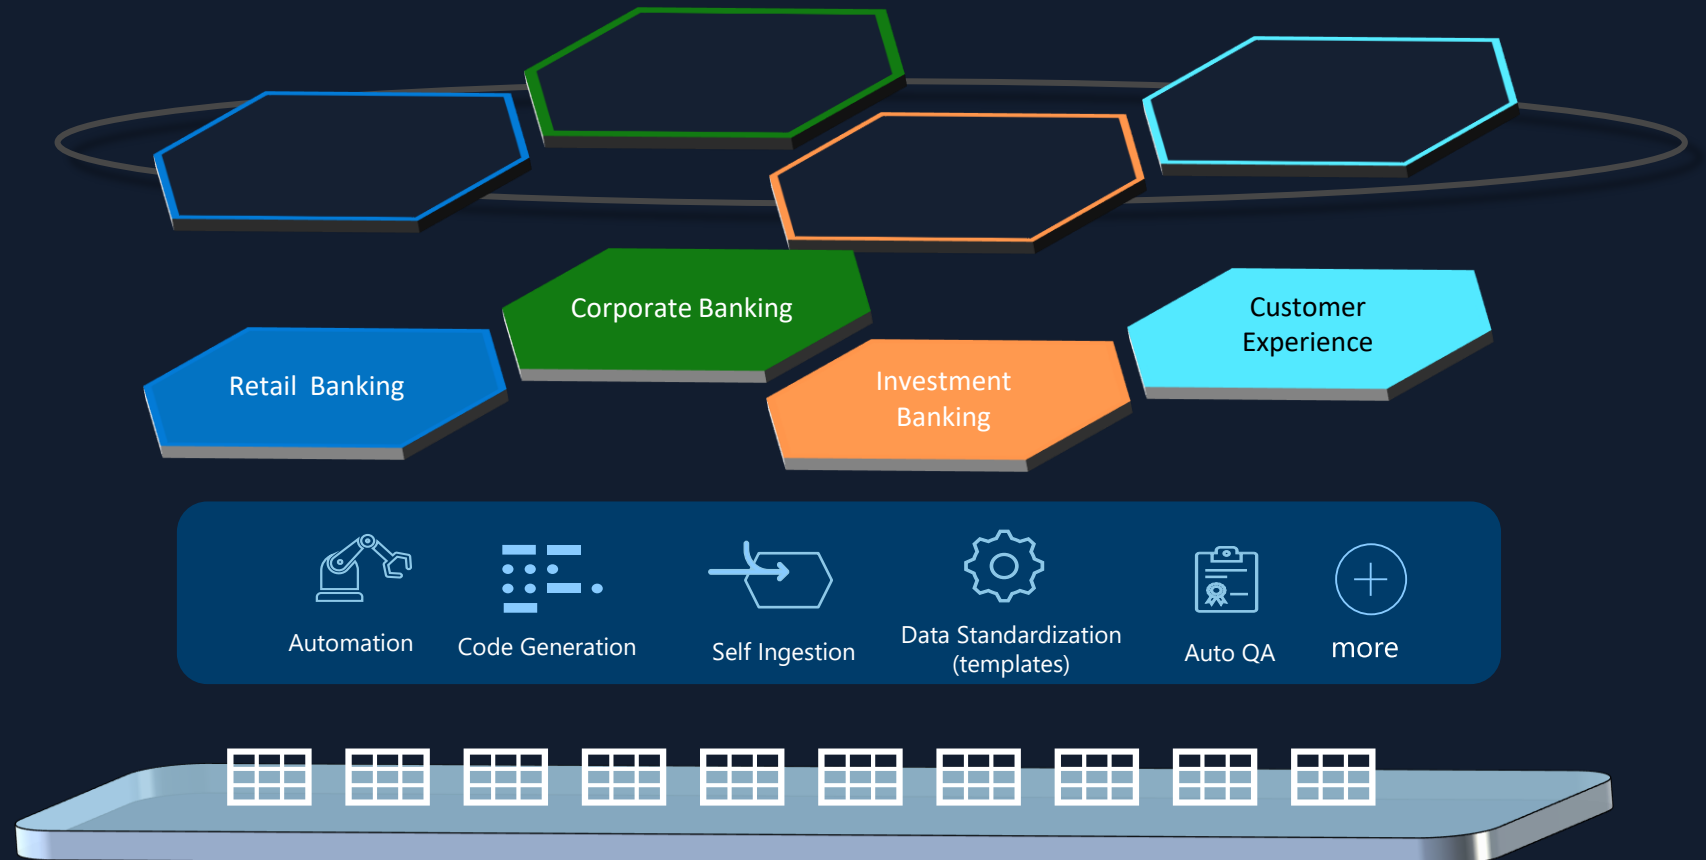 Corporate Banking
Customer
Experience
Retail  Banking
Investment
Banking
Automation
Code Generation
Self Ingestion
Data Standardization
(templates)
Auto QA
more